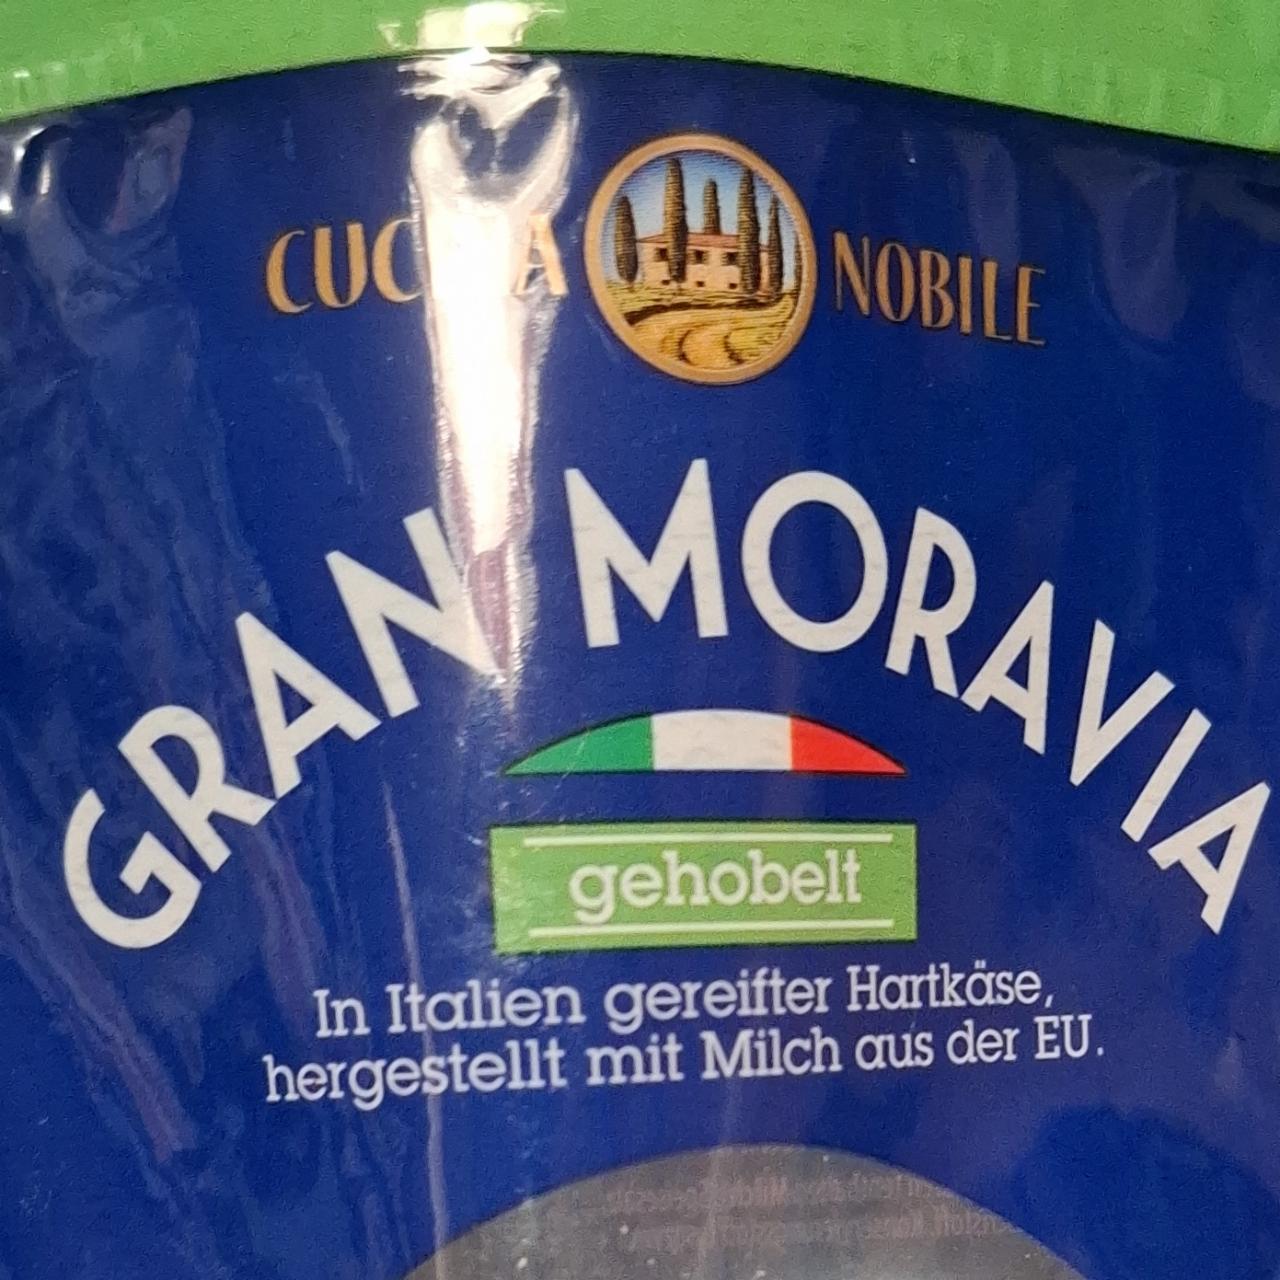 NOBILE
GRAN MORAVIA
gehobelt
In Italien gereifter Hartkäse,
hergestellt mit Milch aus der EU.